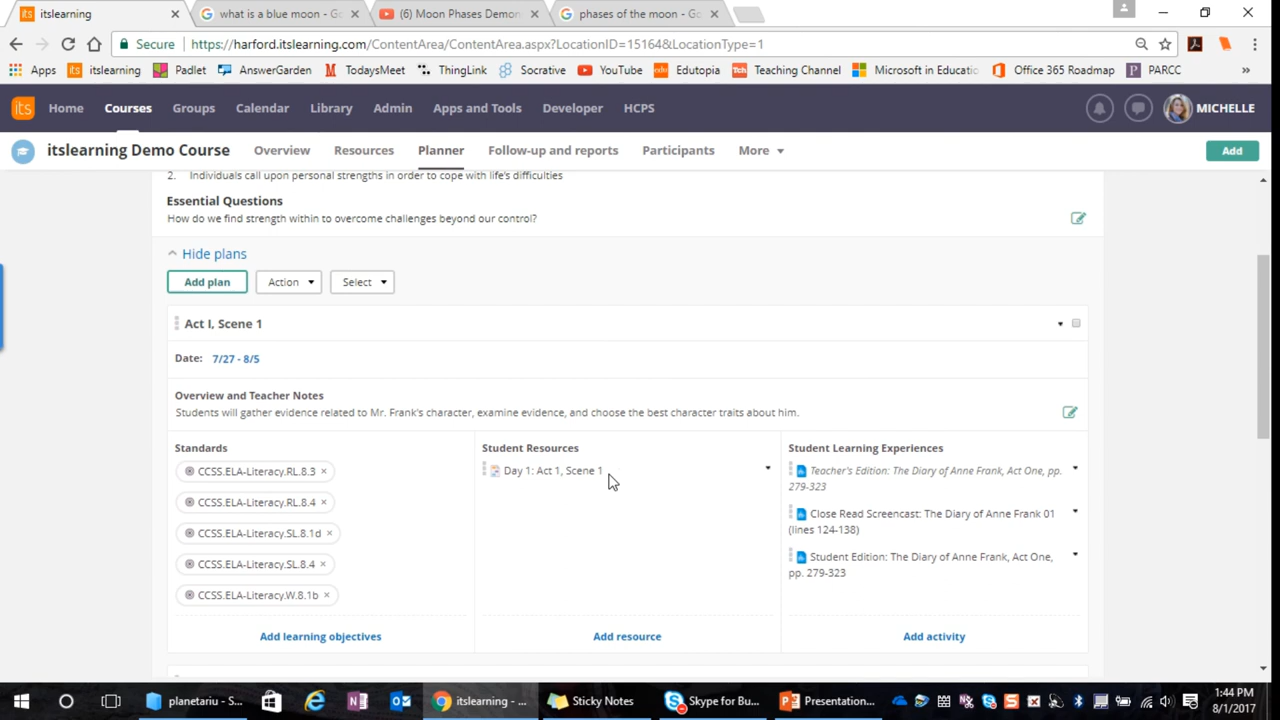 itslearning
what is a blue moon - Go
(6) Moon Phases Demon
phases of the moon - Go
Secure
https://harford.itslearning.com/ContentArea/ContentArea.aspx?LocationID=15164&LocationType=1
Apps
itslearning
Padlet
AnswerGarden
TodaysMeet
ThingLink
Socrative
YouTube
Edutopia
Teaching Channel
Microsoft in Educatio
Office 365 Roadmap
PARCC
»
its
Home
Courses
Groups
Calendar
Library
Admin
Apps and Tools
Developer
HCPS
MICHELLE
itslearning Demo Course
Overview
Resources
Planner
Follow-up and reports
Participants
More
Add
2. Individuals call upon personal strengths in order to cope with life's difficulties
Essential Questions
How do we find strength within to overcome challenges beyond our control?
Hide plans
Add plan
Action
Select
Act I, Scene 1
Date: 7/27 - 8/5
Overview and Teacher Notes
Students will gather evidence related to Mr. Frank's character, examine evidence, and choose the best character traits about him.
Standards
CCSS.ELA-Literacy.RL.8.3 ×
CCSS.ELA-Literacy.RL.8.4 ×
CCSS.ELA-Literacy.SL.8.1d ×
CCSS.ELA-Literacy.SL.8.4 ×
CCSS.ELA-Literacy.W.8.1b ×
Add learning objectives
Student Resources
Day 1: Act 1, Scene 1
Add resource
Student Learning Experiences
Teacher's Edition: The Diary of Anne Frank, Act One, pp.
279-323
Close Read Screencast: The Diary of Anne Frank 01
(lines 124-138)
Student Edition: The Diary of Anne Frank, Act One,
pp. 279-323
Add activity
planetariu - S...
itslearning - ...
Sticky Notes
Skype for Bu...
Presentation...
1:44 PM
8/1/2017